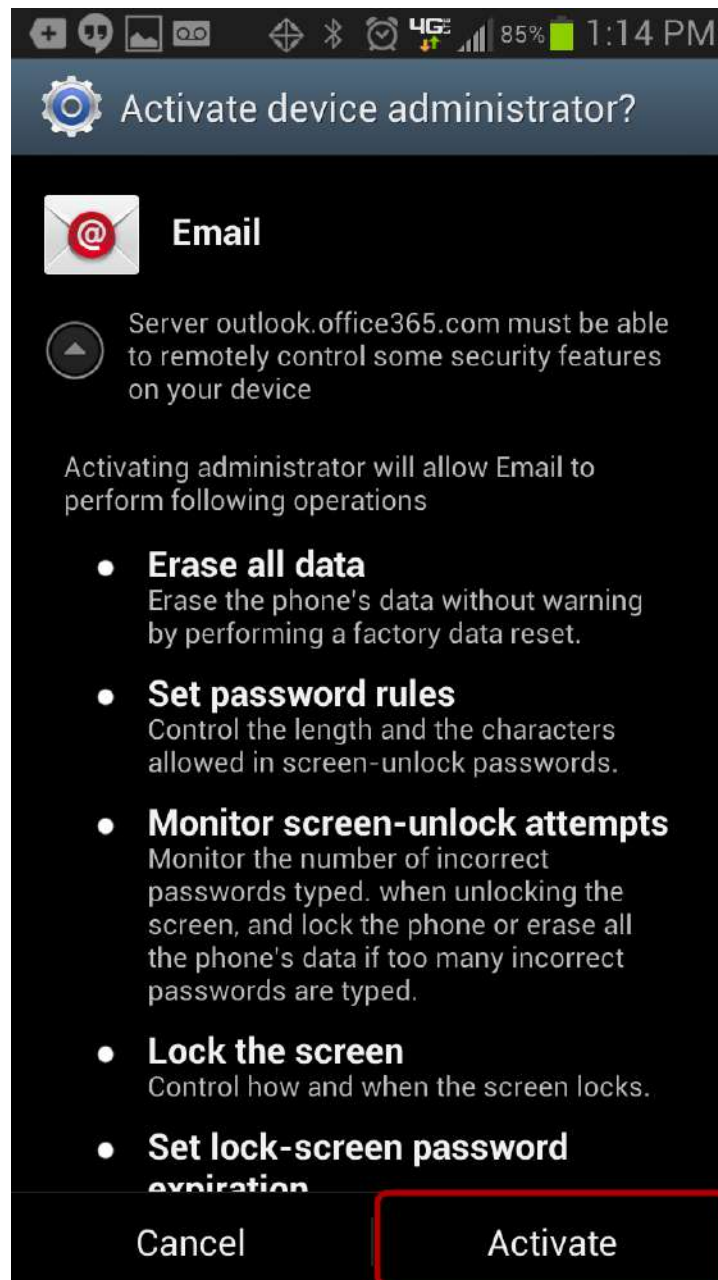 4G 85% 1:14 PM
Activate device administrator?
Email
Server outlook.office365.com must be able
to remotely control some security features
on your device
Activating administrator will allow Email to
perform following operations
Erase all data
Erase the phone's data without warning
by performing a factory data reset.
Set password rules
Control the length and the characters
allowed in screen-unlock passwords.
Monitor screen-unlock attempts
Monitor the number of incorrect
passwords typed. when unlocking the
screen, and lock the phone or erase all
the phone's data if too many incorrect
passwords are typed.
Lock the screen
Control how and when the screen locks.
Set lock-screen password
expiration
Cancel Activate